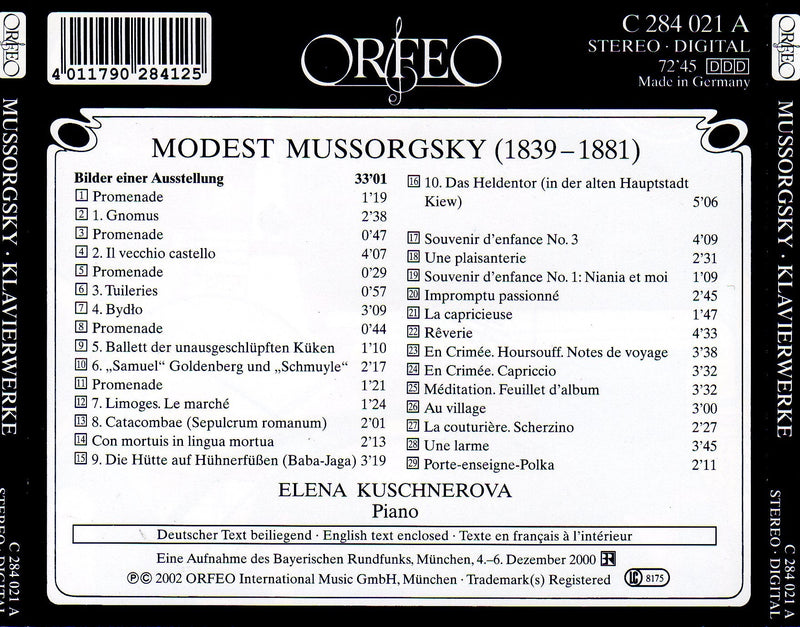 ORFEO
4 011790 284125
ORFEO
C 284 021 A
STEREO · DIGITAL
72'45 DDD
Made in Germany
ORFEO
MUSSORGSKY · KLAVIERWERKE
STEREO · DIGITAL
C 284 021 A
MODEST MUSSORGSKY (1839–1881)
Bilder einer Ausstellung 33'01
1 Promenade 1'19
2 1. Gnomus 2'38
3 Promenade 0'47
4 2. Il vecchio castello 4'07
5 Promenade 0'29
6 3. Tuileries 0'57
7 4. Bydło 3'09
8 Promenade 0'44
9 5. Ballett der unausgeschlüpften Küken 1'10
10 6. „Samuel“ Goldenberg und „Schmuyle“ 2'17
11 Promenade 1'21
12 7. Limoges. Le marché 1'24
13 8. Catacombae (Sepulcrum romanum) 2'01
14 Con mortuis in lingua mortua 2'13
15 9. Die Hütte auf Hühnerfüßen (Baba-Jaga) 3'19
16 10. Das Heldentor (in der alten Hauptstadt
Kiew) 5'06
17 Souvenir d'enfance No. 3 4'09
18 Une plaisanterie 2'31
19 Souvenir d'enfance No. 1: Niania et moi 1'09
20 Impromptu passionné 2'45
21 La capricieuse 1'47
22 Rêverie 4'33
23 En Crimée. Hoursouff. Notes de voyage 3'38
24 En Crimée. Capriccio 3'32
25 Méditation. Feuillet d'album 3'32
26 Au village 3'00
27 La couturière. Scherzino 2'27
28 Une larme 3'45
29 Porte-enseigne-Polka 2'11
ELENA KUSCHNEROVA
Piano
Deutscher Text beiliegend · English text enclosed · Texte en français à l'intérieur
Eine Aufnahme des Bayerischen Rundfunks, München, 4.–6. Dezember 2000 BR
℗© 2002 ORFEO International Music GmbH, München · Trademark(s) Registered LC 8175
MUSSORGSKY · KLAVIERWERKE
STEREO · DIGITAL
C 284 021 A